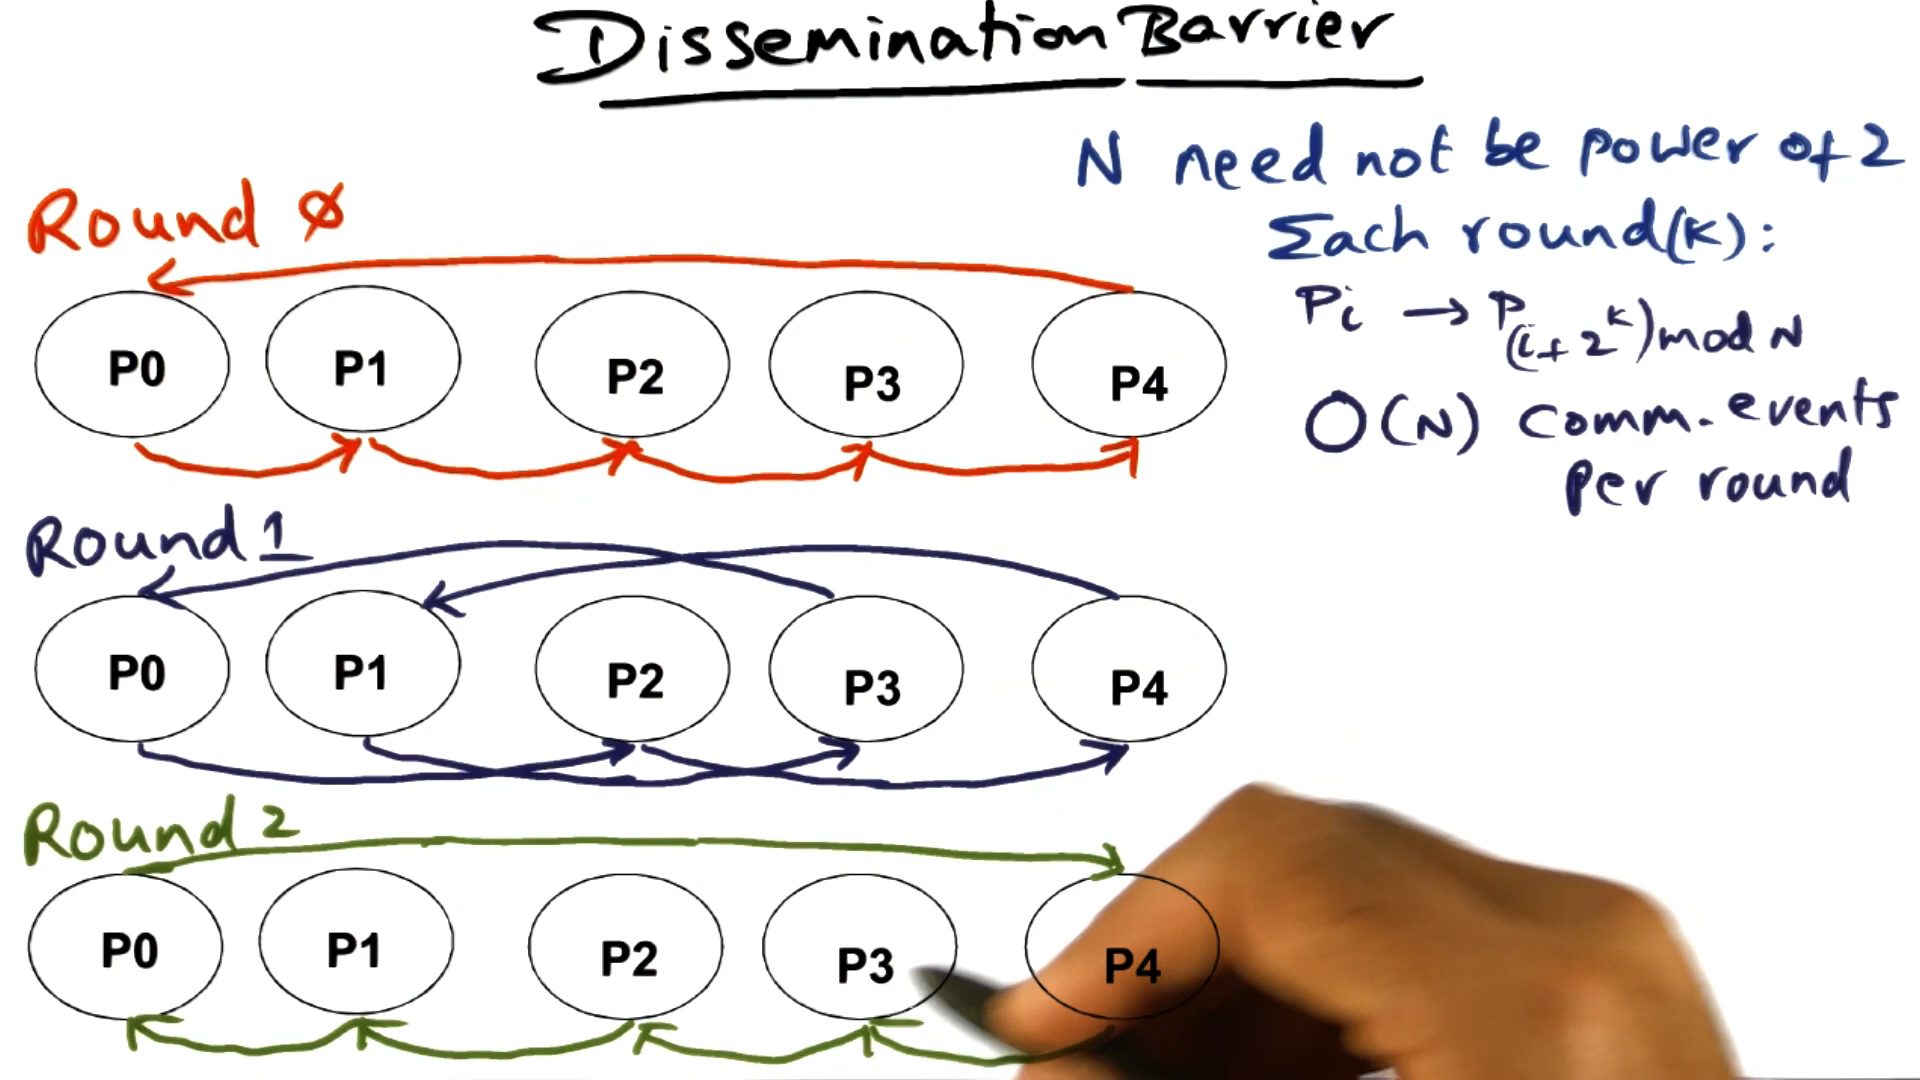 Dissemination Barrier
N need not be power of 2
Each round(k):
Pi → P(i+2^k) mod N
O(N) comm. events
per round
Round 0
P0 P1 P2 P3 P4
Round 1
P0 P1 P2 P3 P4
Round 2
P0 P1 P2 P3 P4